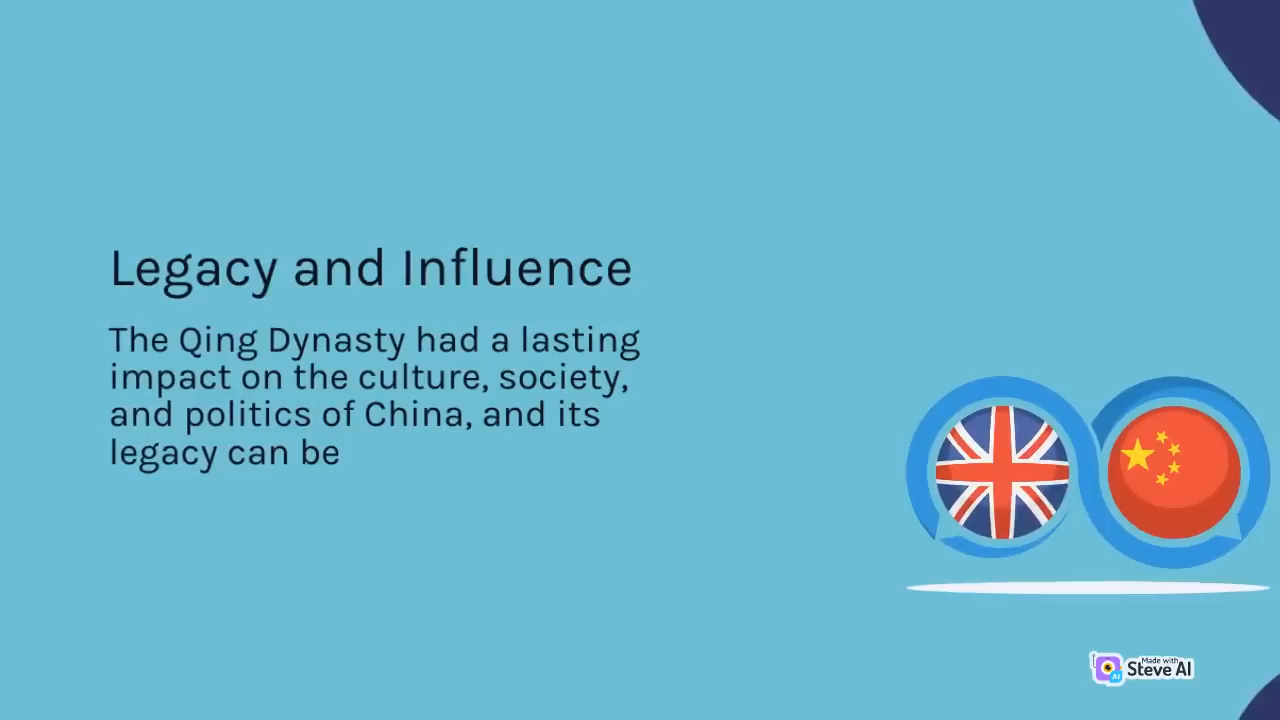 Legacy and Influence
The Qing Dynasty had a lasting
impact on the culture, society,
and politics of China, and its
legacy can be
Made with
Steve AI
AI